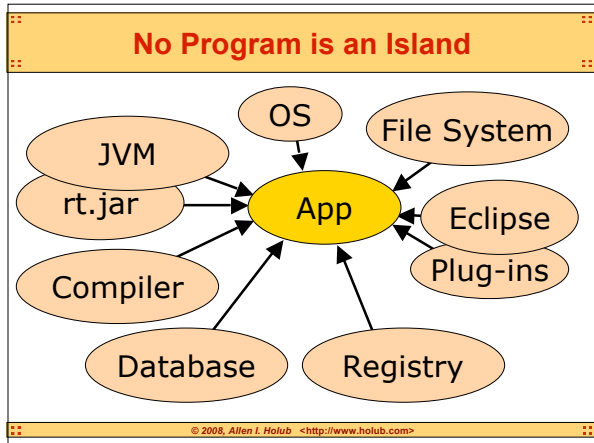 No Program is an Island
OS
File System
JVM
rt.jar
App
Eclipse
Plug-ins
Compiler
Database
Registry
© 2008, Allen I. Holub <http://www.holub.com>